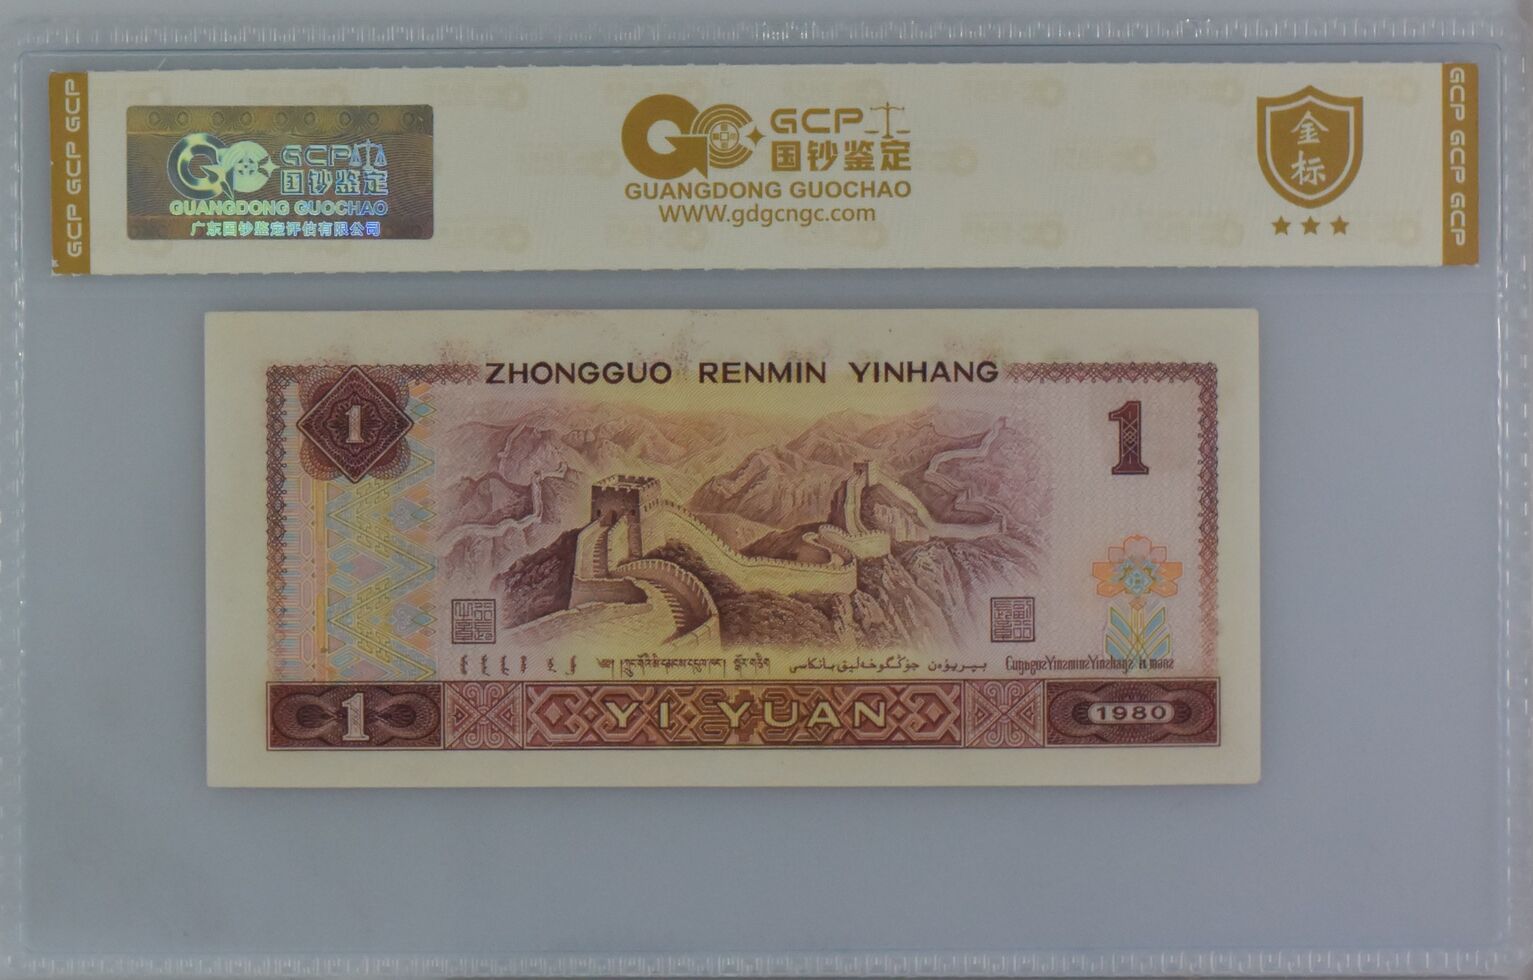 GCP GCP GCP
GCP
国钞鉴定
GUANGDONG GUOCHAO
广东国钞鉴定评估有限公司
GCP
国钞鉴定
GUANGDONG GUOCHAO
WWW.gdgcngc.com
金标
GCP GCP GCP GCP
ZHONGGUO RENMIN YINHANG
1
1
1
YI YUAN
1980